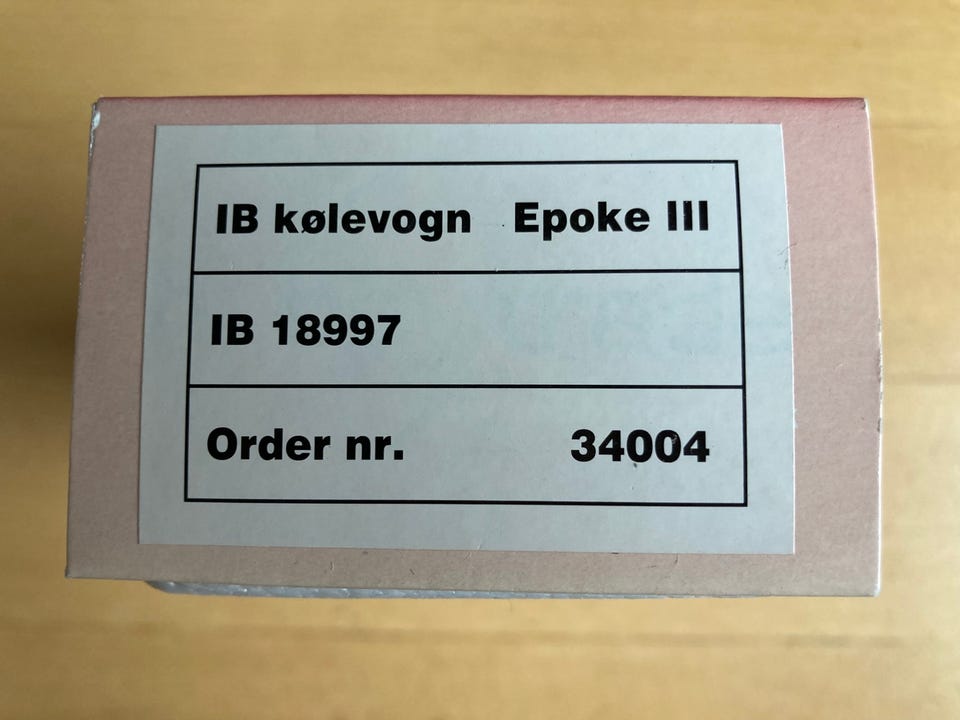 IB kølevogn Epoke III
IB 18997
Order nr. 34004